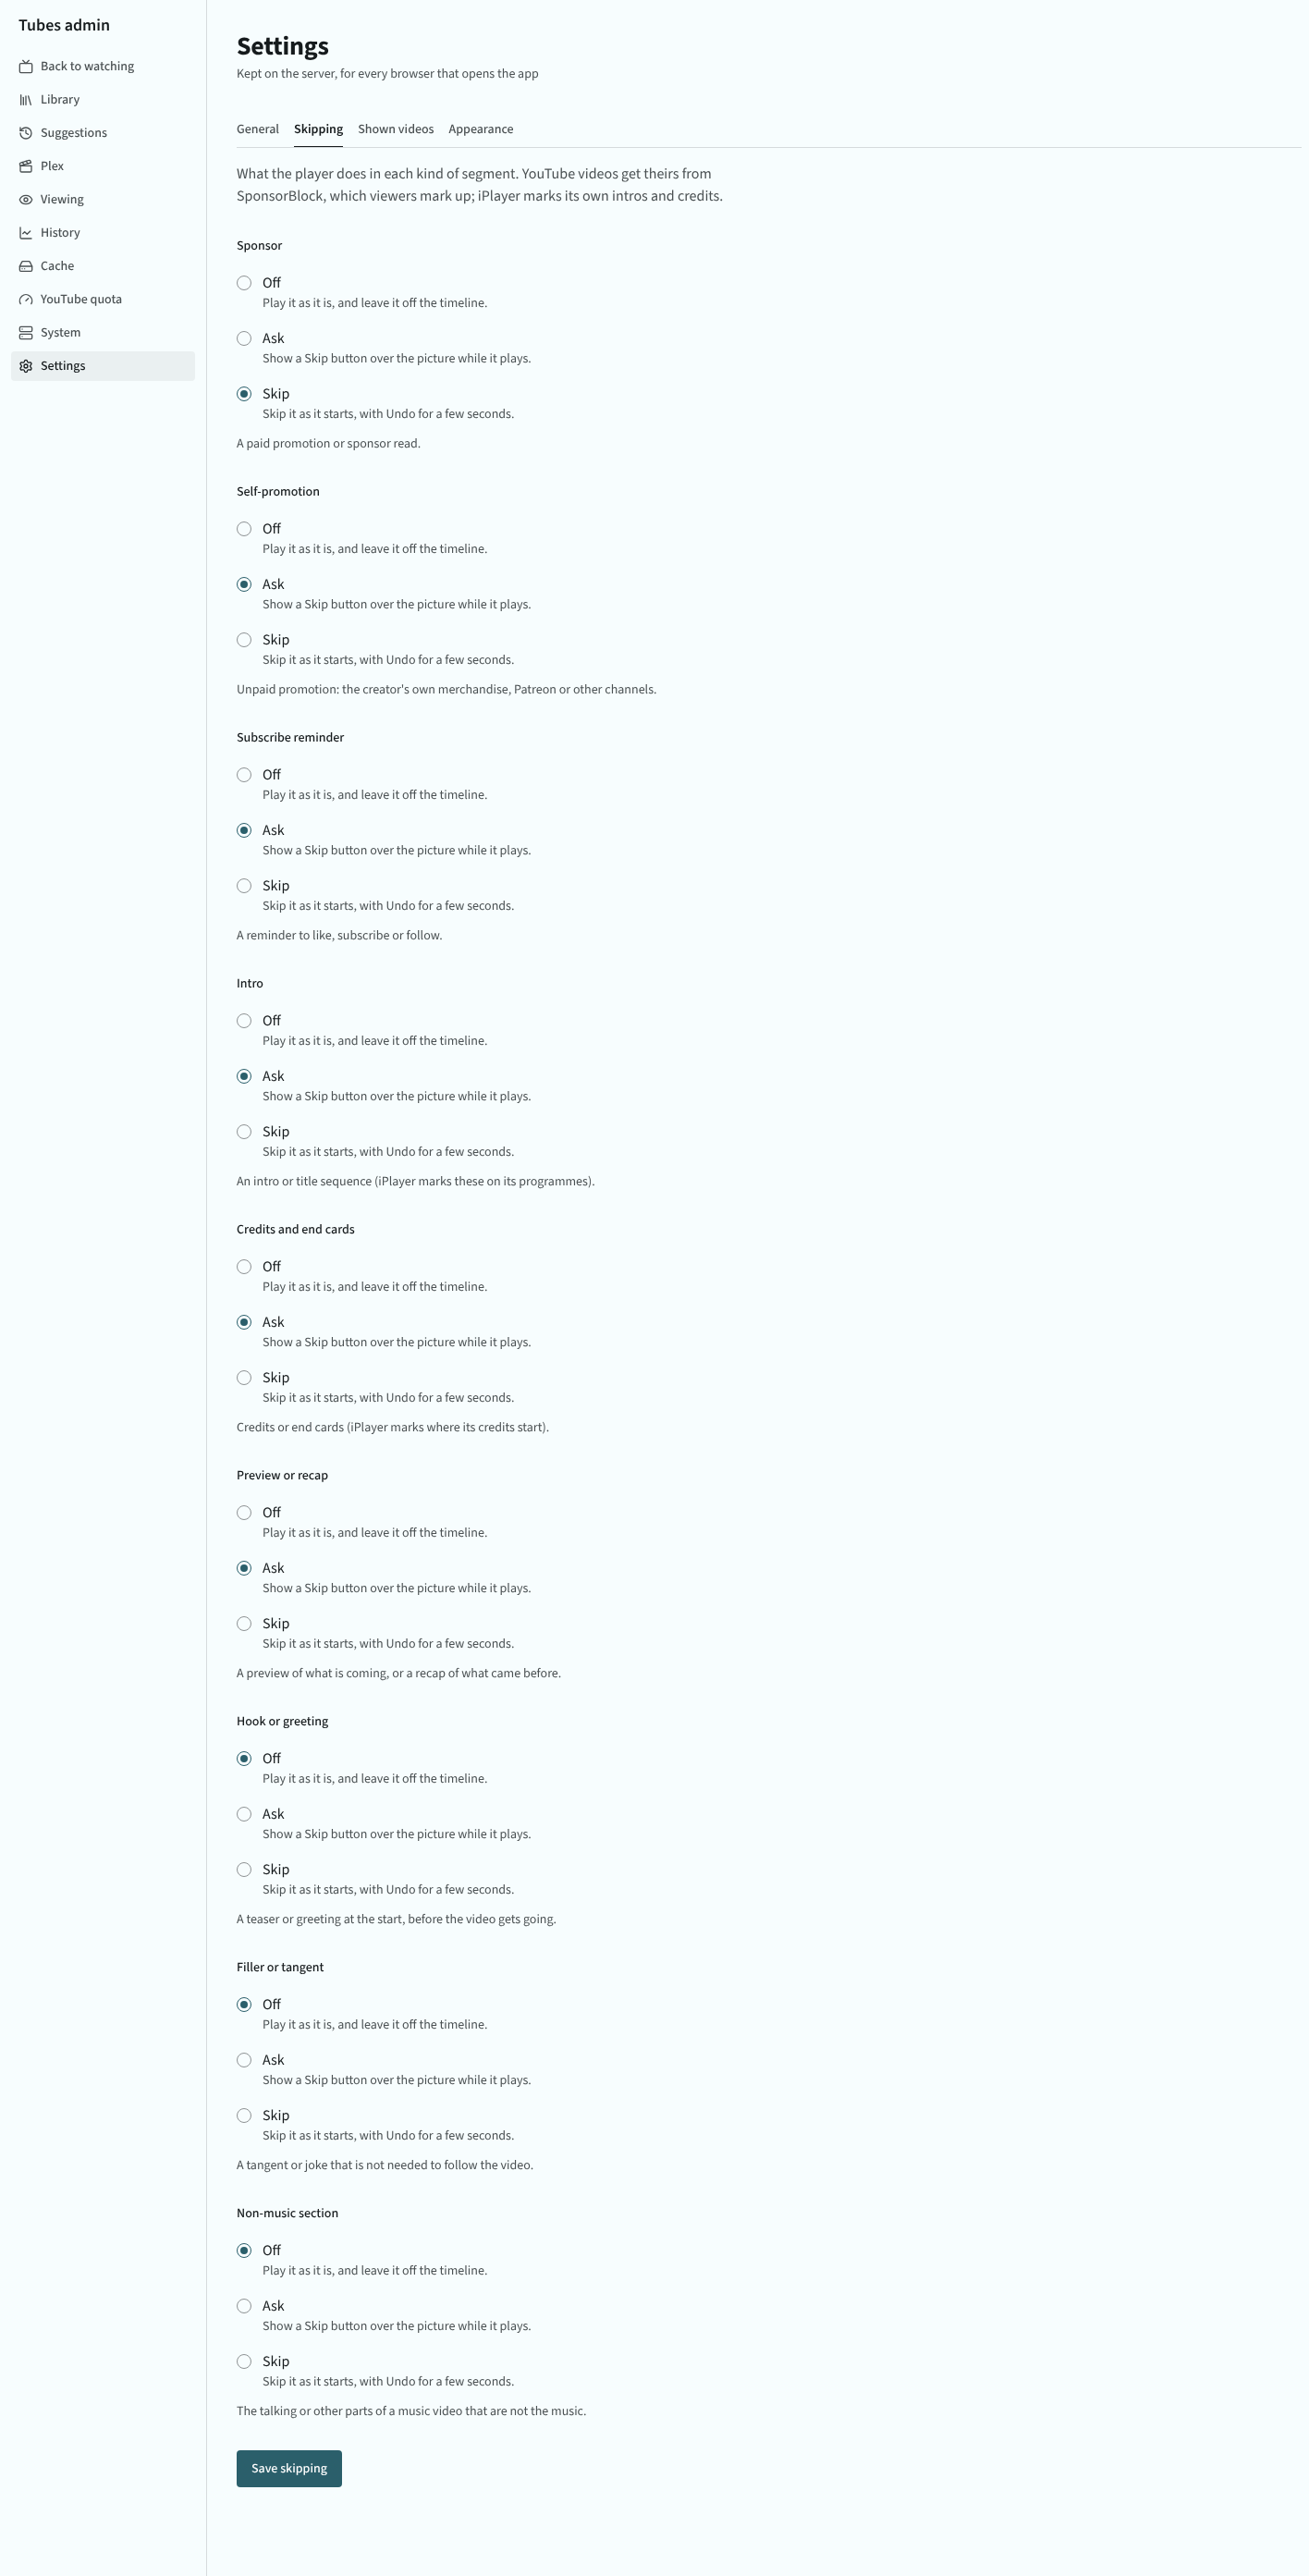 Tubes admin
Back to watching
Library
Suggestions
Plex
Viewing
History
Cache
YouTube quota
System
Settings
Settings
Kept on the server, for every browser that opens the app
General Skipping Shown videos Appearance
What the player does in each kind of segment. YouTube videos get theirs from
SponsorBlock, which viewers mark up; iPlayer marks its own intros and credits.
Sponsor
Off
Play it as it is, and leave it off the timeline.
Ask
Show a Skip button over the picture while it plays.
Skip
Skip it as it starts, with Undo for a few seconds.
A paid promotion or sponsor read.
Self-promotion
Off
Play it as it is, and leave it off the timeline.
Ask
Show a Skip button over the picture while it plays.
Skip
Skip it as it starts, with Undo for a few seconds.
Unpaid promotion: the creator's own merchandise, Patreon or other channels.
Subscribe reminder
Off
Play it as it is, and leave it off the timeline.
Ask
Show a Skip button over the picture while it plays.
Skip
Skip it as it starts, with Undo for a few seconds.
A reminder to like, subscribe or follow.
Intro
Off
Play it as it is, and leave it off the timeline.
Ask
Show a Skip button over the picture while it plays.
Skip
Skip it as it starts, with Undo for a few seconds.
An intro or title sequence (iPlayer marks these on its programmes).
Credits and end cards
Off
Play it as it is, and leave it off the timeline.
Ask
Show a Skip button over the picture while it plays.
Skip
Skip it as it starts, with Undo for a few seconds.
Credits or end cards (iPlayer marks where its credits start).
Preview or recap
Off
Play it as it is, and leave it off the timeline.
Ask
Show a Skip button over the picture while it plays.
Skip
Skip it as it starts, with Undo for a few seconds.
A preview of what is coming, or a recap of what came before.
Hook or greeting
Off
Play it as it is, and leave it off the timeline.
Ask
Show a Skip button over the picture while it plays.
Skip
Skip it as it starts, with Undo for a few seconds.
A teaser or greeting at the start, before the video gets going.
Filler or tangent
Off
Play it as it is, and leave it off the timeline.
Ask
Show a Skip button over the picture while it plays.
Skip
Skip it as it starts, with Undo for a few seconds.
A tangent or joke that is not needed to follow the video.
Non-music section
Off
Play it as it is, and leave it off the timeline.
Ask
Show a Skip button over the picture while it plays.
Skip
Skip it as it starts, with Undo for a few seconds.
The talking or other parts of a music video that are not the music.
Save skipping